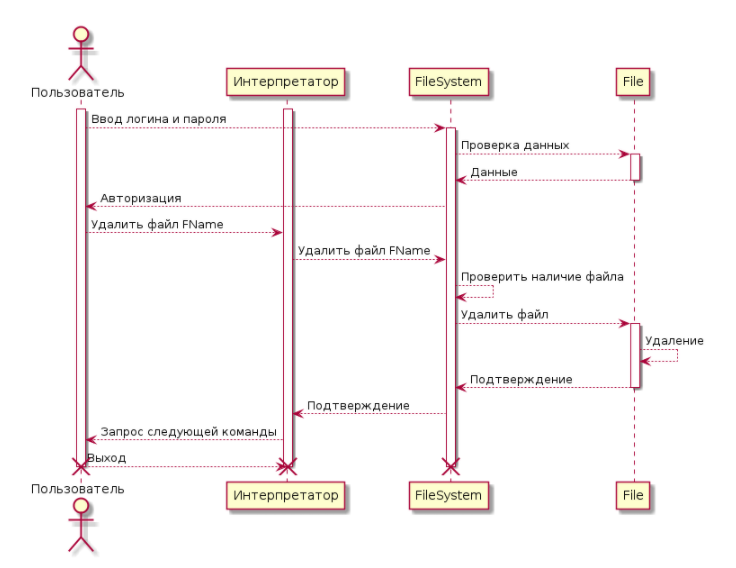 Пользователь
Интерпретатор
FileSystem
File
Ввод логина и пароля
Проверка данных
Данные
Авторизация
Удалить файл FName
Удалить файл FName
Проверить наличие файла
Удалить файл
Удаление
Подтверждение
Подтверждение
Запрос следующей команды
Выход
Пользователь
Интерпретатор
FileSystem
File